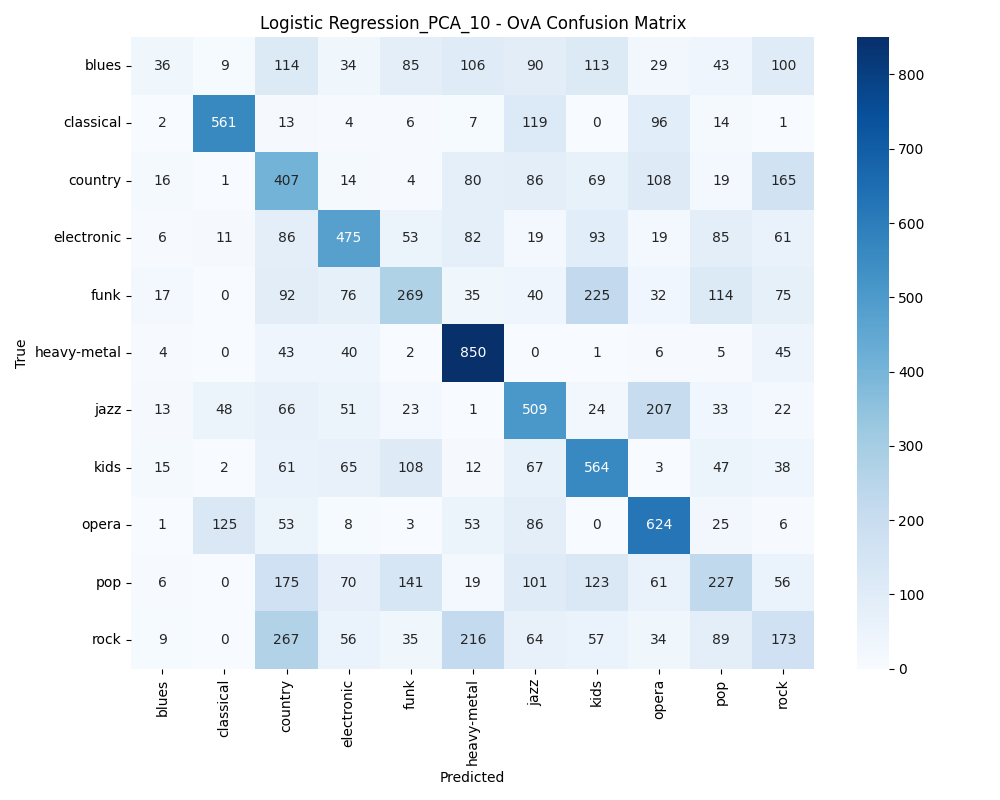 Logistic Regression_PCA_10 - OvA Confusion Matrix
blues 36 9 114 34 85 106 90 113 29 43 100
classical 2 561 13 4 6 7 119 0 96 14 1
country 16 1 407 14 4 80 86 69 108 19 165
electronic 6 11 86 475 53 82 19 93 19 85 61
funk 17 0 92 76 269 35 40 225 32 114 75
heavy-metal 4 0 43 40 2 850 0 1 6 5 45
jazz 13 48 66 51 23 1 509 24 207 33 22
kids 15 2 61 65 108 12 67 564 3 47 38
opera 1 125 53 8 3 53 86 0 624 25 6
pop 6 0 175 70 141 19 101 123 61 227 56
rock 9 0 267 56 35 216 64 57 34 89 173
True
blues classical country electronic funk heavy-metal jazz kids opera pop rock
Predicted
800
700
600
500
400
300
200
100
0